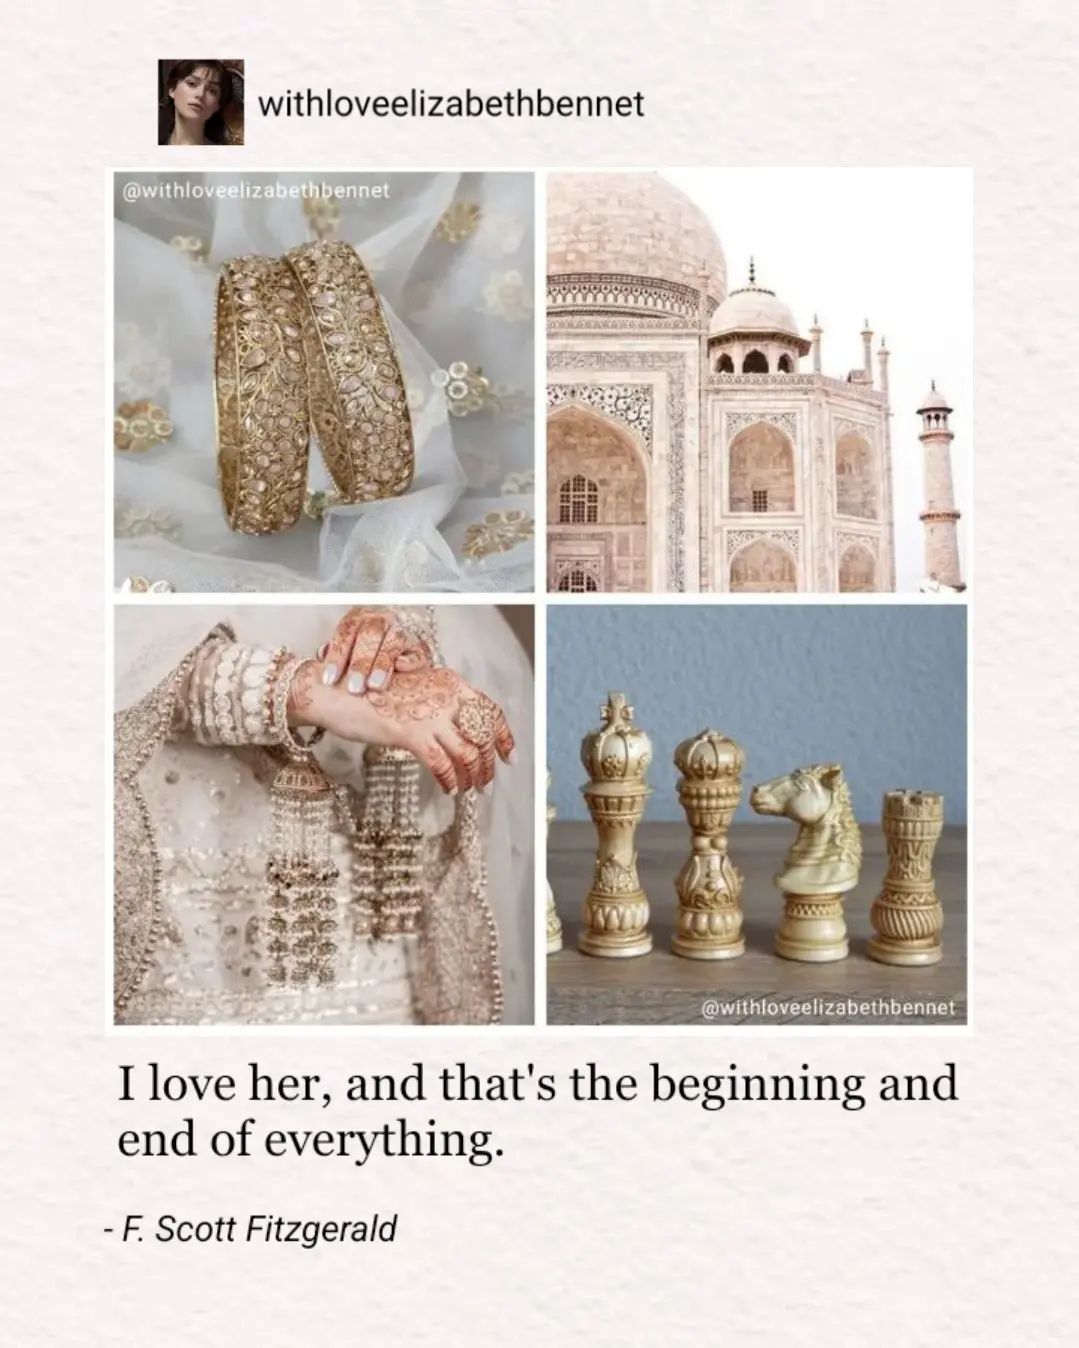 withloveelizabethbennet
@withloveelizabethbennet
@withloveelizabethbennet
I love her, and that's the beginning and
end of everything.
- F. Scott Fitzgerald